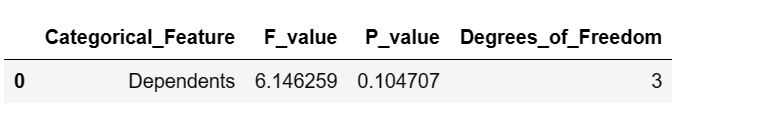 Categorical_Feature F_value P_value Degrees_of_Freedom
0 Dependents 6.146259 0.104707 3